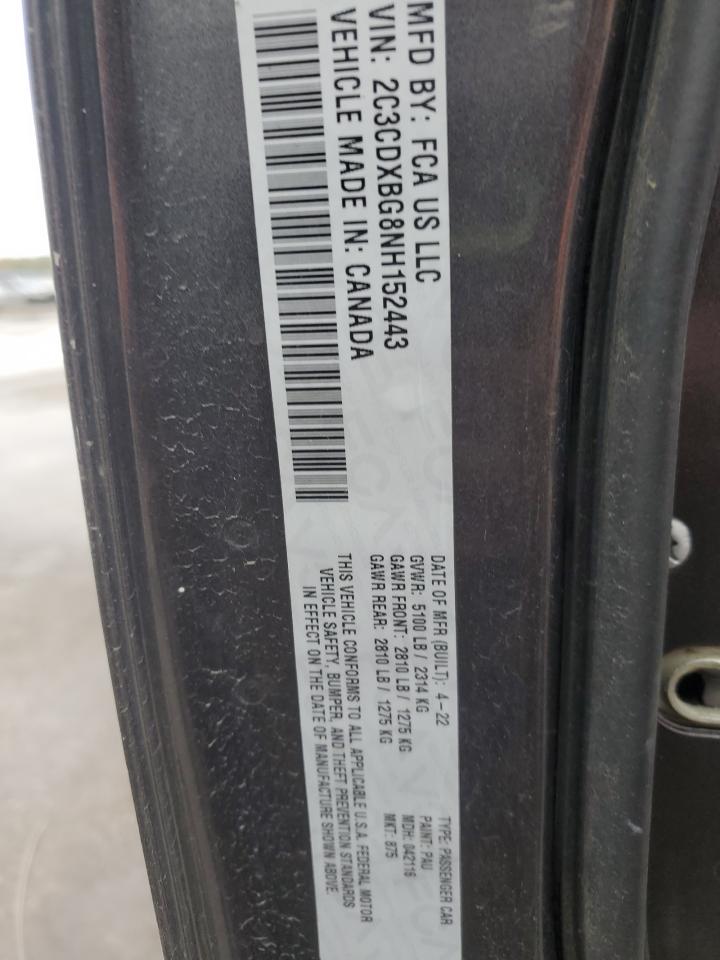 MFD BY: FCA US LLC
VIN: 2C3CDXBG8NH152443
VEHICLE MADE IN: CANADA
DATE OF MFR (BUILT): 4-22
GVWR: 5100 LB / 2314 KG
GAWR FRONT: 2810 LB / 1275 KG
GAWR REAR: 2810 LB / 1275 KG
THIS VEHICLE CONFORMS TO ALL APPLICABLE U.S.A. FEDERAL MOTOR
VEHICLE SAFETY, BUMPER, AND THEFT PREVENTION STANDARDS
IN EFFECT ON THE DATE OF MANUFACTURE SHOWN ABOVE.
TYPE: PASSENGER CAR
PAINT: PAU
MDH: 042116
MKT: 875